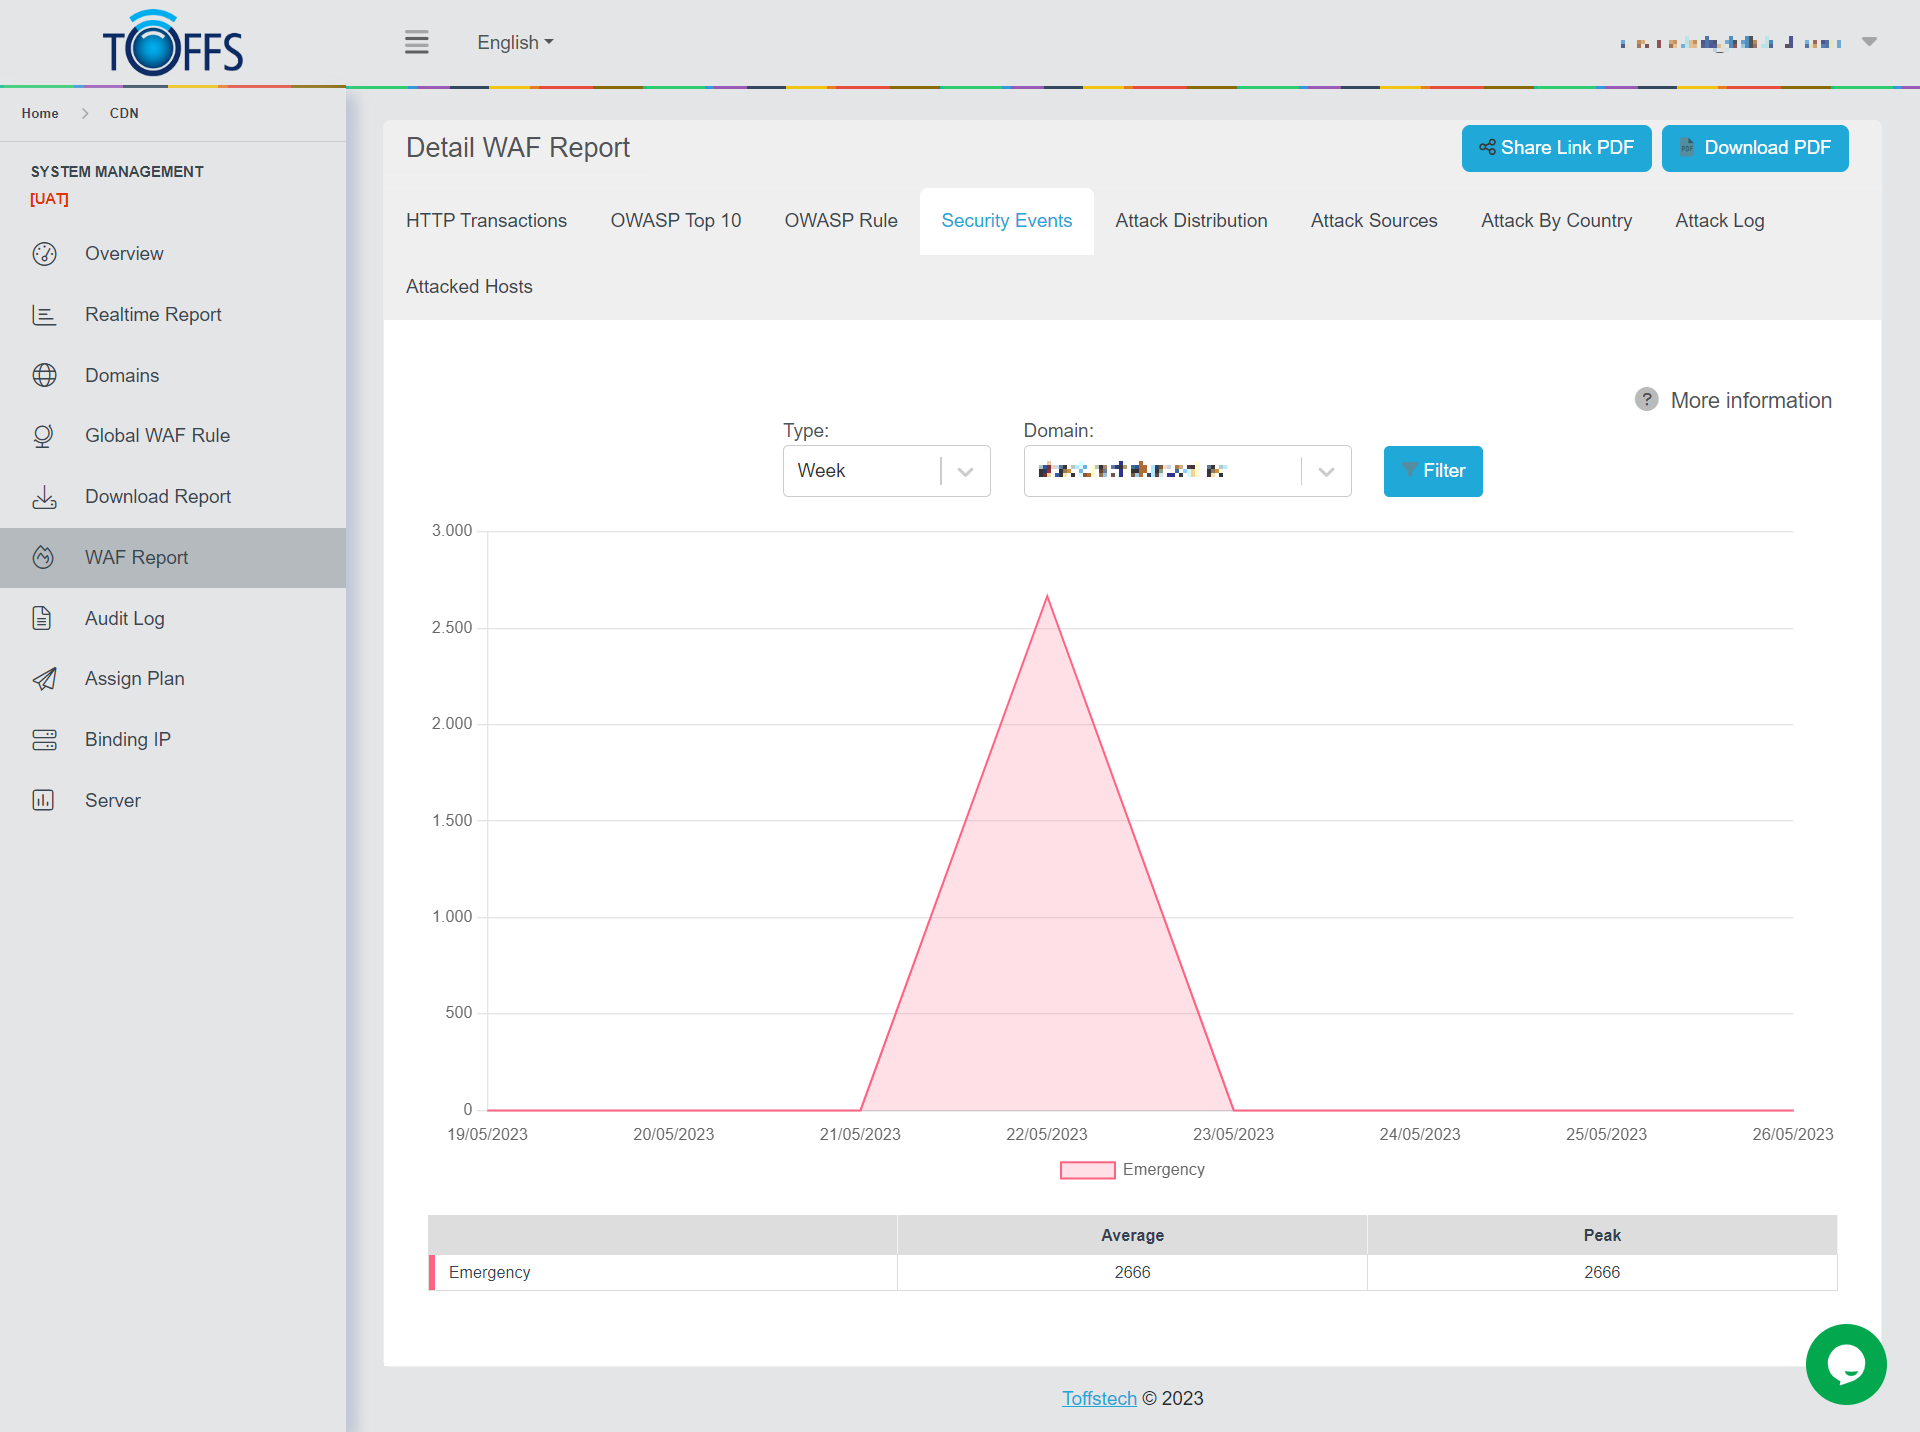 TOFFS
English
Home > CDN
SYSTEM MANAGEMENT
[UAT]
Overview
Realtime Report
Domains
Global WAF Rule
Download Report
WAF Report
Audit Log
Assign Plan
Binding IP
Server
Detail WAF Report
Share Link PDF
PDF Download PDF
HTTP Transactions OWASP Top 10 OWASP Rule Security Events Attack Distribution Attack Sources Attack By Country Attack Log
Attacked Hosts
? More information
Type: Domain:
Week
Filter
3.000
2.500
2.000
1.500
1.000
500
0
19/05/2023 20/05/2023 21/05/2023 22/05/2023 23/05/2023 24/05/2023 25/05/2023 26/05/2023
Emergency
Average Peak
Emergency 2666 2666
Toffstech © 2023